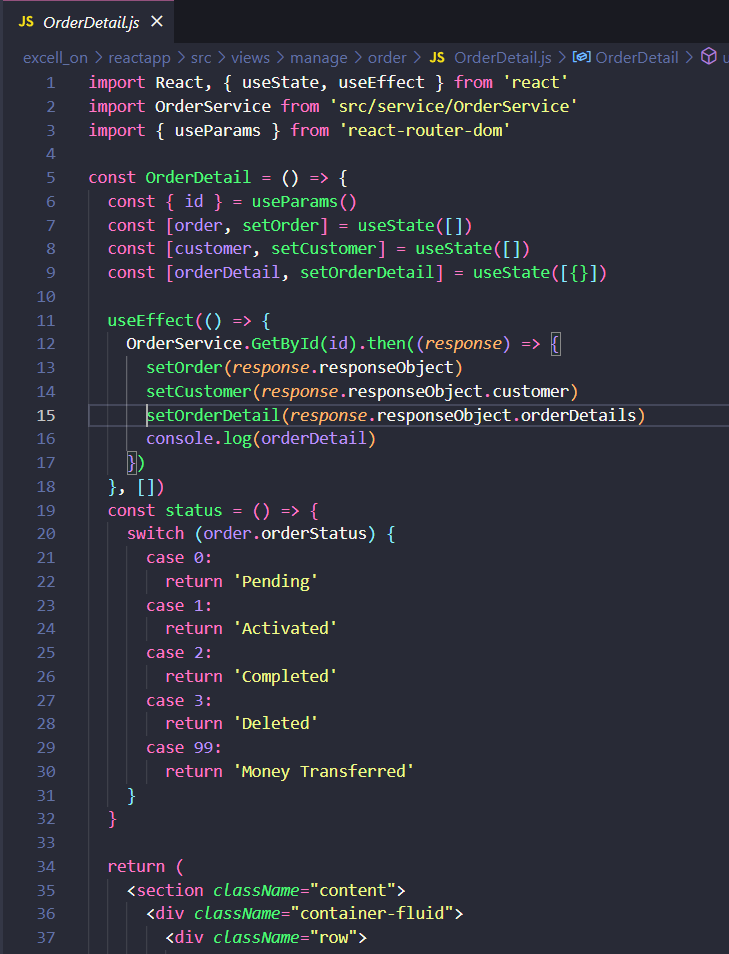 JS OrderDetail.js ×
excell_on > reactapp > src > views > manage > order > JS OrderDetail.js > OrderDetail >
1 import React, { useState, useEffect } from 'react'
2 import OrderService from 'src/service/OrderService'
3 import { useParams } from 'react-router-dom'
4
5 const OrderDetail = () => {
6   const { id } = useParams()
7   const [order, setOrder] = useState([])
8   const [customer, setCustomer] = useState([])
9   const [orderDetail, setOrderDetail] = useState([{}])
10
11   useEffect(() => {
12     OrderService.GetById(id).then((response) => {
13       setOrder(response.responseObject)
14       setCustomer(response.responseObject.customer)
15       setOrderDetail(response.responseObject.orderDetails)
16       console.log(orderDetail)
17     })
18   }, [])
19   const status = () => {
20     switch (order.orderStatus) {
21       case 0:
22         return 'Pending'
23       case 1:
24         return 'Activated'
25       case 2:
26         return 'Completed'
27       case 3:
28         return 'Deleted'
29       case 99:
30         return 'Money Transferred'
31     }
32   }
33
34   return (
35     <section className="content">
36       <div className="container-fluid">
37         <div className="row">